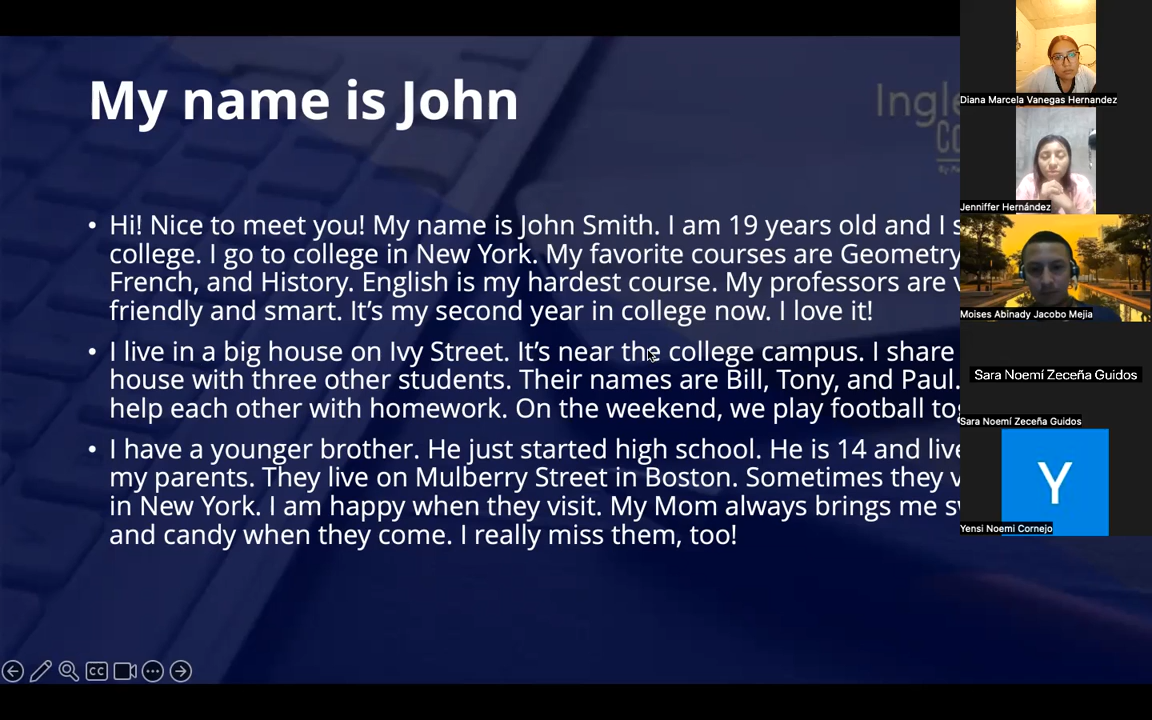 My name is John
Ingl
Co
• Hi! Nice to meet you! My name is John Smith. I am 19 years old and I s
college. I go to college in New York. My favorite courses are Geometry
French, and History. English is my hardest course. My professors are v
friendly and smart. It’s my second year in college now. I love it!
• I live in a big house on Ivy Street. It’s near the college campus. I share
house with three other students. Their names are Bill, Tony, and Paul.
help each other with homework. On the weekend, we play football tog
• I have a younger brother. He just started high school. He is 14 and live
my parents. They live on Mulberry Street in Boston. Sometimes they v
in New York. I am happy when they visit. My Mom always brings me sw
and candy when they come. I really miss them, too!
CC
Diana Marcela Vanegas Hernandez
Jenniffer Hernández
Moises Abinady Jacobo Mejia
Sara Noemí Zeceña Guidos
Sara Noemí Zeceña Guidos
Y
Yensi Noemi Cornejo